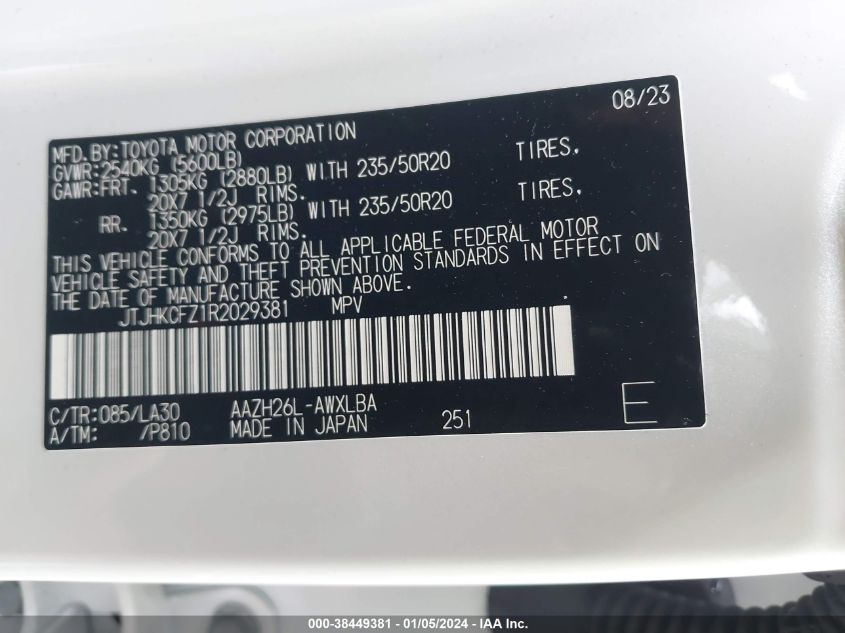 08/23
MFD.BY:TOYOTA MOTOR CORPORATION
GVWR:2540KG (5600LB)
GAWR:FRT. 1305KG (2880LB) WITH 235/50R20 TIRES.
20X7 1/2J RIMS.
RR. 1350KG (2975LB) WITH 235/50R20 TIRES.
20X7 1/2J RIMS.
THIS VEHICLE CONFORMS TO ALL APPLICABLE FEDERAL MOTOR
VEHICLE SAFETY AND THEFT PREVENTION STANDARDS IN EFFECT ON
THE DATE OF MANUFACTURE SHOWN ABOVE.
JTJHKCFZ1R2029381 MPV
C/TR:085/LA30 AAZH26L-AWXLBA
A/TM: /P810 MADE IN JAPAN 251 E
000-38449381 - 01/05/2024 - IAA Inc.